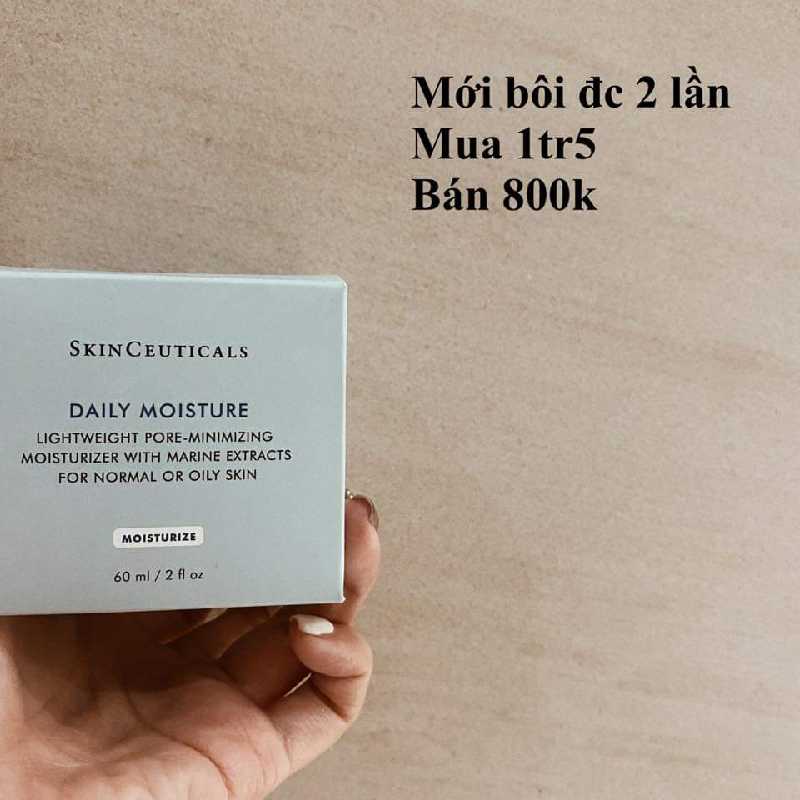 Mới bôi đc 2 lần
Mua 1tr5
Bán 800k
SKINCEUTICALS
DAILY MOISTURE
LIGHTWEIGHT PORE-MINIMIZING
MOISTURIZER WITH MARINE EXTRACTS
FOR NORMAL OR OILY SKIN
MOISTURIZE
60 ml / 2 fl oz